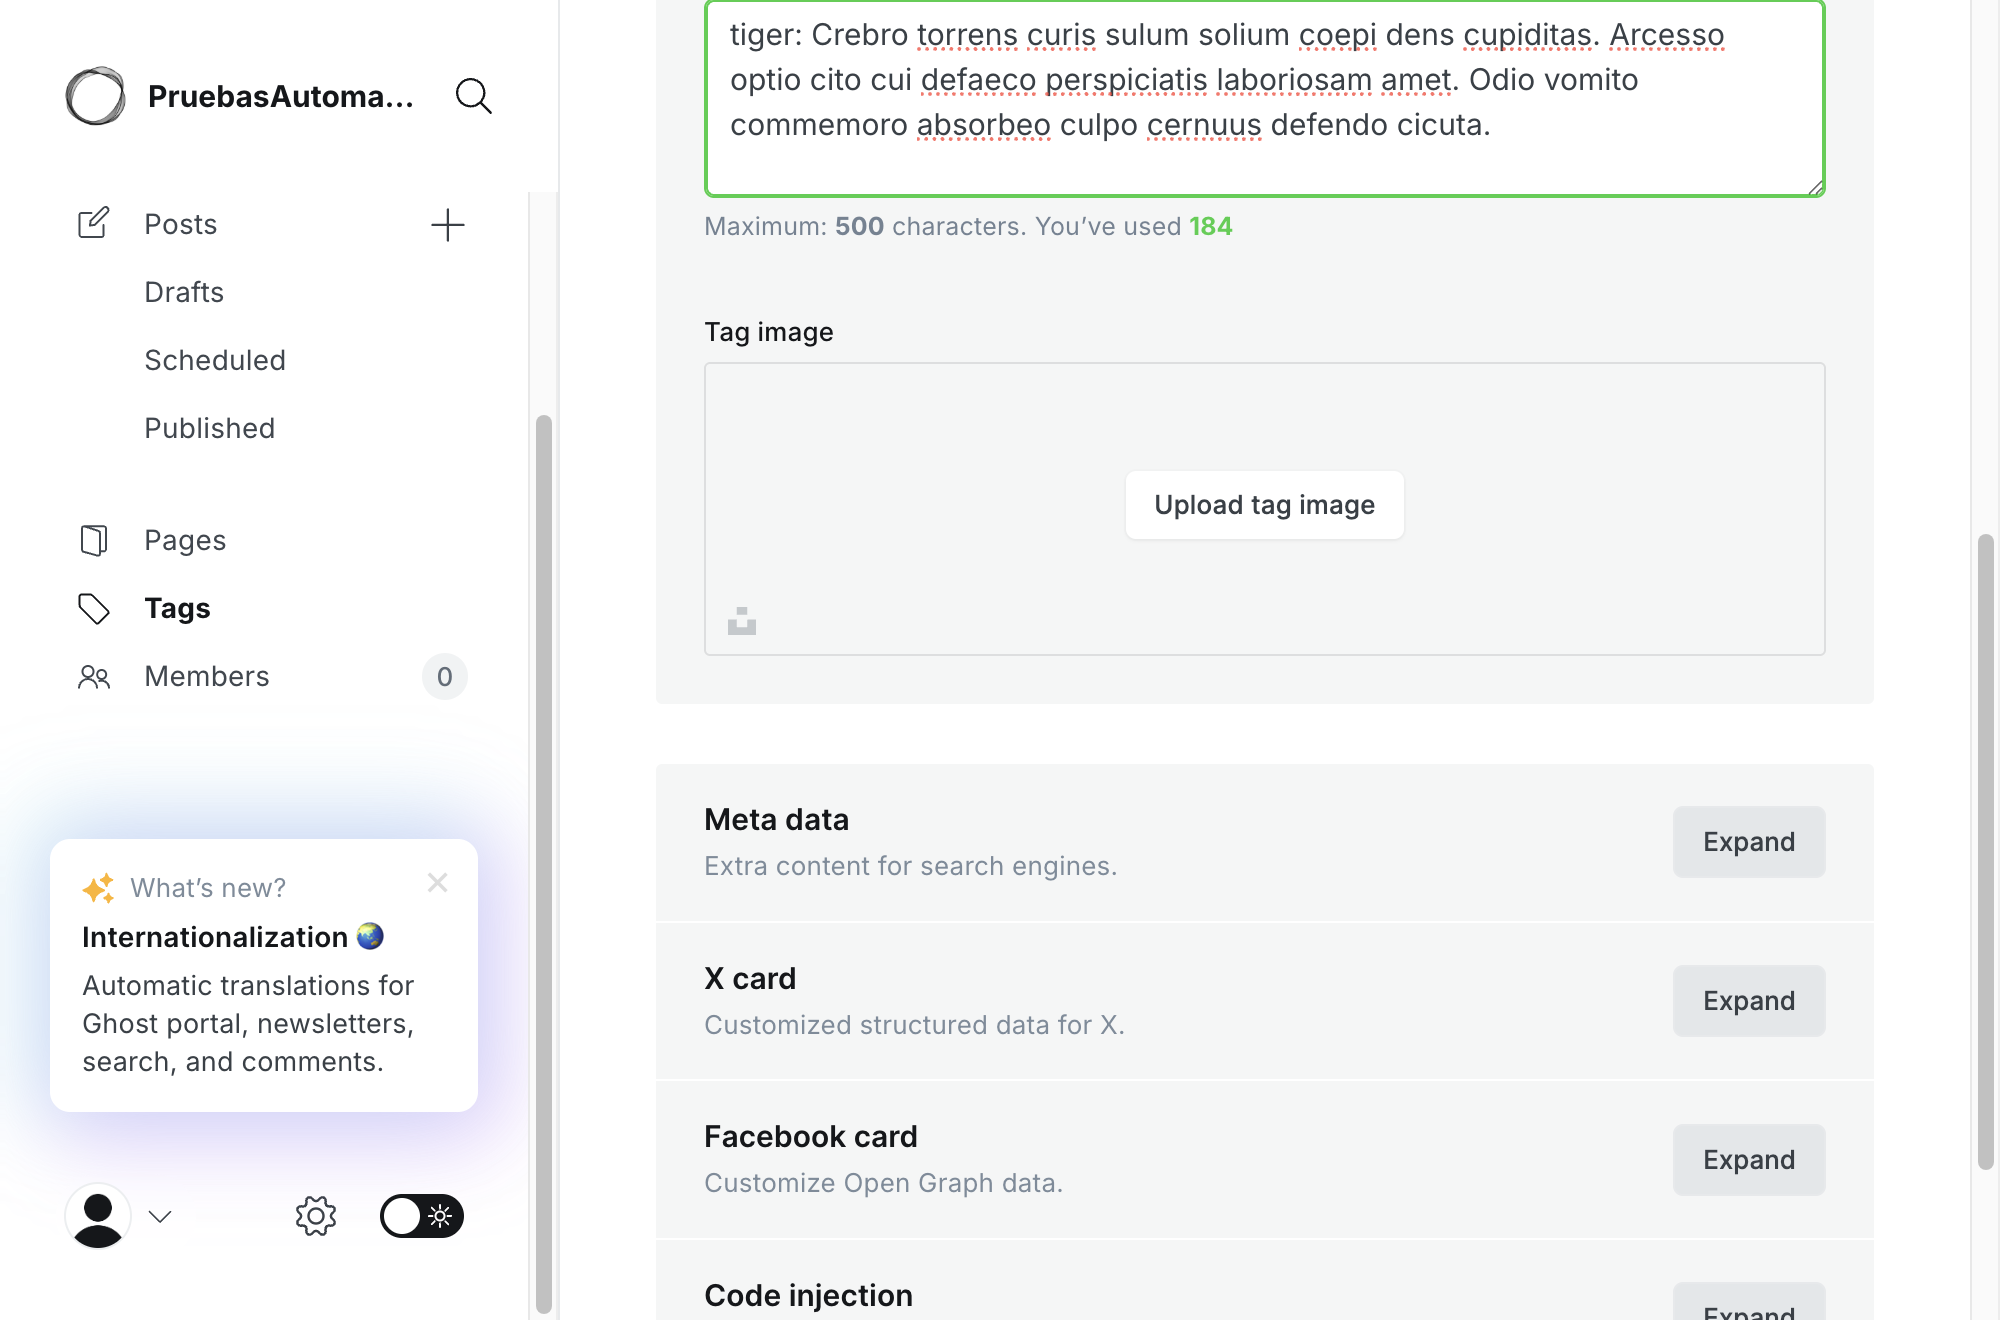 PruebasAutoma...
Posts
Drafts
Scheduled
Published
Pages
Tags
Members
0
What’s new?
Internationalization
Automatic translations for
Ghost portal, newsletters,
search, and comments.
tiger: Crebro torrens curis sulum solium coepi dens cupiditas. Arcesso
optio cito cui defaeco perspiciatis laboriosam amet. Odio vomito
commemoro absorbeo culpo cernuus defendo cicuta.
Maximum: 500 characters. You’ve used 184
Tag image
Upload tag image
Meta data
Extra content for search engines.
Expand
X card
Customized structured data for X.
Expand
Facebook card
Customize Open Graph data.
Expand
Code injection
Expand